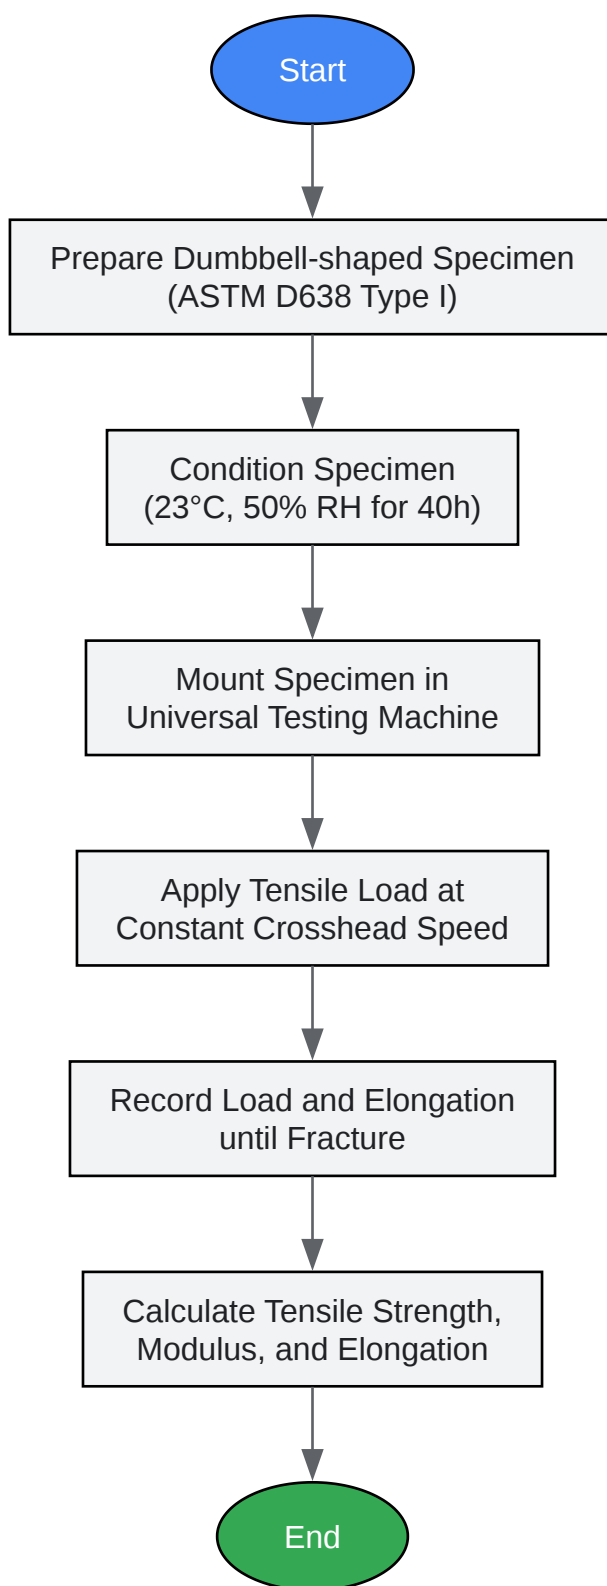 Start
Prepare Dumbbell-shaped Specimen
(ASTM D638 Type I)
Condition Specimen
(23°C, 50% RH for 40h)
Mount Specimen in
Universal Testing Machine
Apply Tensile Load at
Constant Crosshead Speed
Record Load and Elongation
until Fracture
Calculate Tensile Strength,
Modulus, and Elongation
End